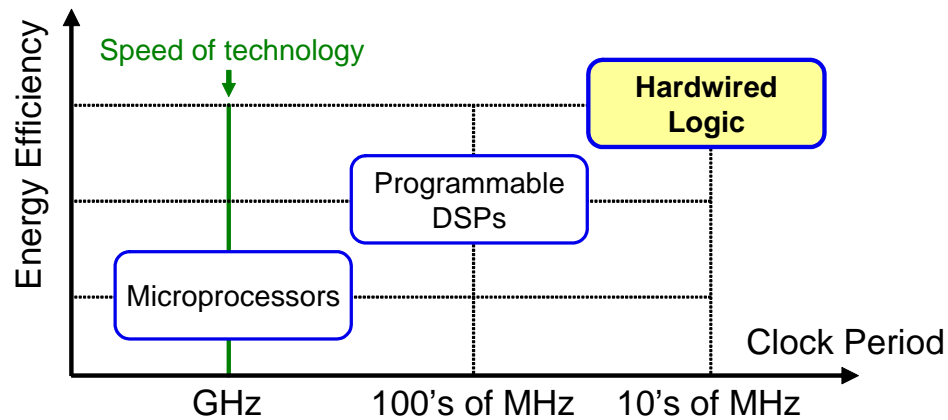 Energy Efficiency
Speed of technology
Hardwired
Logic
Programmable
DSPs
Microprocessors
Clock Period
GHz
100's of MHz
10's of MHz